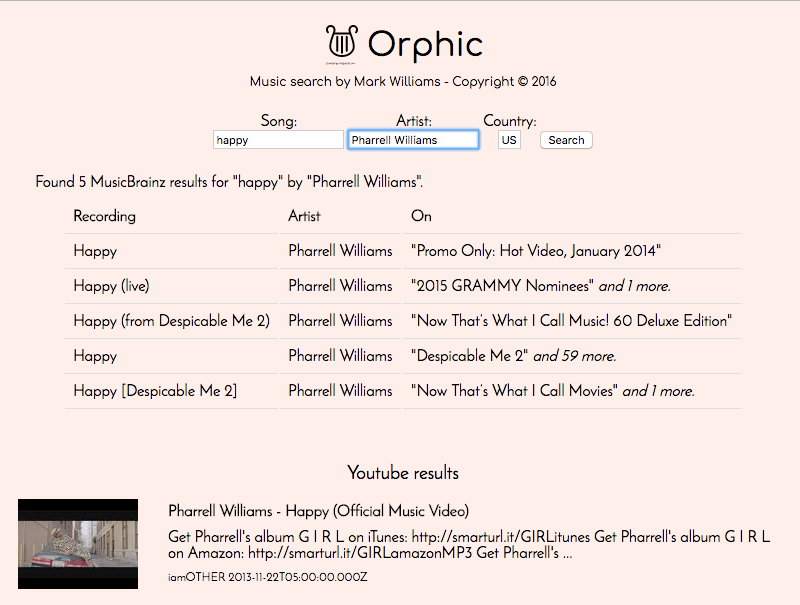 Orphic
Music search by Mark Williams - Copyright © 2016
Song: Artist: Country:
happy Pharrell Williams US Search
Found 5 MusicBrainz results for "happy" by "Pharrell Williams".
Recording Artist On
Happy Pharrell Williams "Promo Only: Hot Video, January 2014"
Happy (live) Pharrell Williams "2015 GRAMMY Nominees" and 1 more.
Happy (from Despicable Me 2) Pharrell Williams "Now That’s What I Call Music! 60 Deluxe Edition"
Happy Pharrell Williams "Despicable Me 2" and 59 more.
Happy [Despicable Me 2] Pharrell Williams "Now That’s What I Call Movies" and 1 more.
Youtube results
Pharrell Williams - Happy (Official Music Video)
Get Pharrell's album G I R L on iTunes: http://smarturl.it/GIRLitunes Get Pharrell's album G I R L
on Amazon: http://smarturl.it/GIRLamazonMP3 Get Pharrell's ...
iamOTHER 2013-11-22T05:00:00.000Z